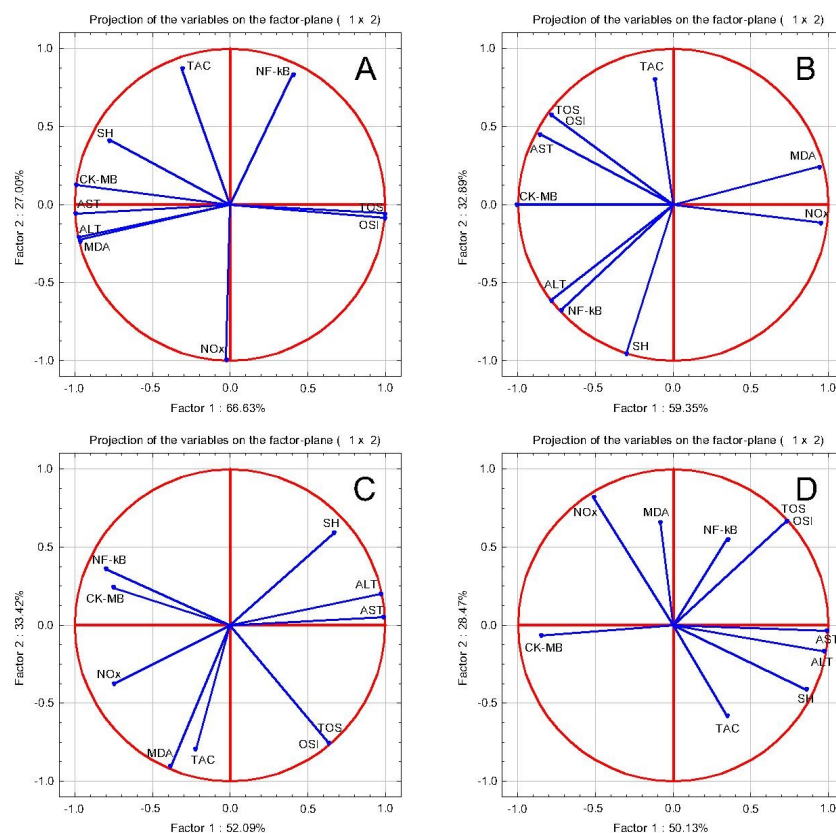 Projection of the variables on the factor-plane ( 1 x 2)
A
1.0
0.5
0.0
-0.5
-1.0
Factor 2 : 27.00%
TAC
NF-kB
SH
CK-MB
AST
ALT
MDA
TOS
OSI
NOx
-1.0 -0.5 0.0 0.5 1.0
Factor 1 : 66.63%
Projection of the variables on the factor-plane ( 1 x 2)
B
1.0
0.5
0.0
-0.5
-1.0
Factor 2 : 32.89%
TAC
TOS
OSI
AST
MDA
CK-MB
NOx
ALT
NF-kB
SH
-1.0 -0.5 0.0 0.5 1.0
Factor 1 : 59.35%
Projection of the variables on the factor-plane ( 1 x 2)
C
1.0
0.5
0.0
-0.5
-1.0
Factor 2 : 33.42%
SH
NF-kB
CK-MB
ALT
AST
NOx
TOS
OSI
MDA
TAC
-1.0 -0.5 0.0 0.5 1.0
Factor 1 : 52.09%
Projection of the variables on the factor-plane ( 1 x 2)
D
1.0
0.5
0.0
-0.5
-1.0
Factor 2 : 28.47%
NOx
MDA
NF-kB
TOS
OSI
CK-MB
AST
ALT
SH
TAC
-1.0 -0.5 0.0 0.5 1.0
Factor 1 : 50.13%